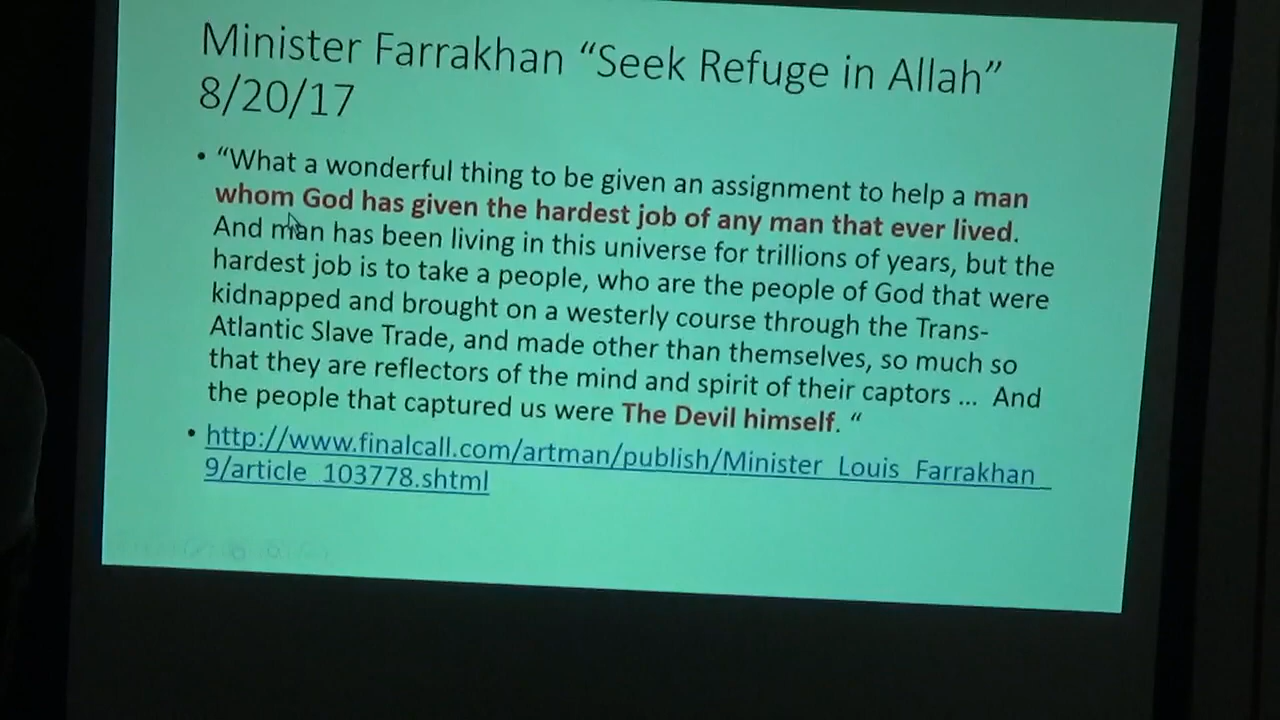 Minister Farrakhan “Seek Refuge in Allah”
8/20/17
• “What a wonderful thing to be given an assignment to help a man
whom God has given the hardest job of any man that ever lived.
And man has been living in this universe for trillions of years, but the
hardest job is to take a people, who are the people of God that were
kidnapped and brought on a westerly course through the Trans-
Atlantic Slave Trade, and made other than themselves, so much so
that they are reflectors of the mind and spirit of their captors ... And
the people that captured us were The Devil himself. “
• http://www.finalcall.com/artman/publish/Minister_Louis_Farrakhan_
9/article_103778.shtml